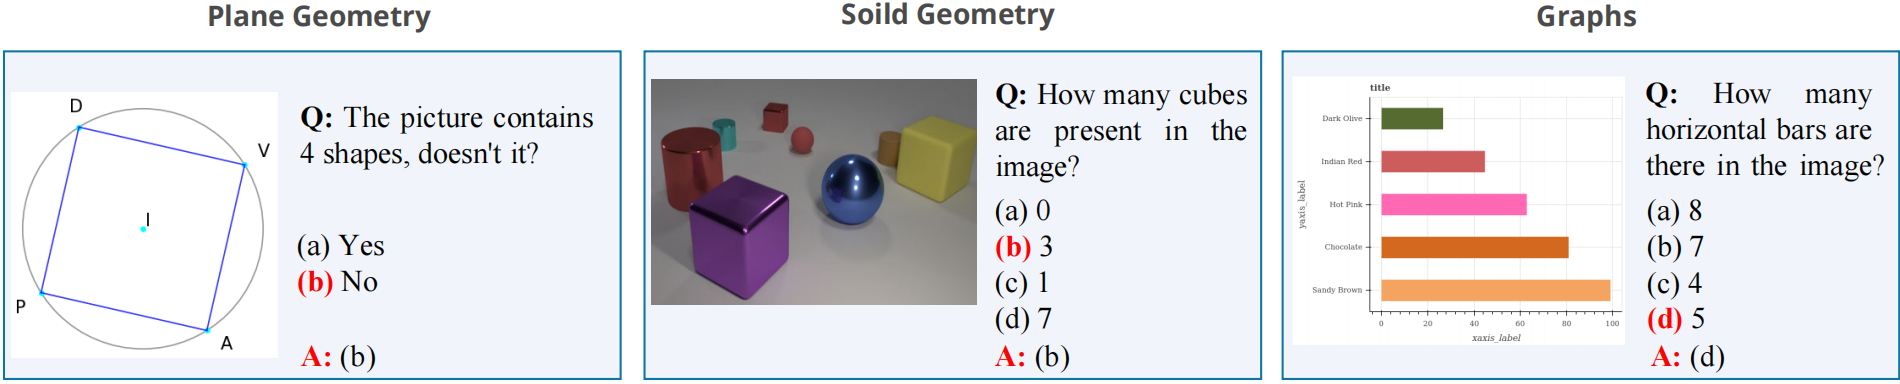 Plane Geometry
D
V
I
P
A
Q: The picture contains
4 shapes, doesn't it?
(a) Yes
(b) No
A: (b)
Soild Geometry
Q: How many cubes
are present in the
image?
(a) 0
(b) 3
(c) 1
(d) 7
A: (b)
Graphs
title
Dark Olive
Indian Red
Hot Pink
Chocolate
Sandy Brown
yaxis_label
0 20 40 60 80 100
xaxis_label
Q: How many
horizontal bars are
there in the image?
(a) 8
(b) 7
(c) 4
(d) 5
A: (d)